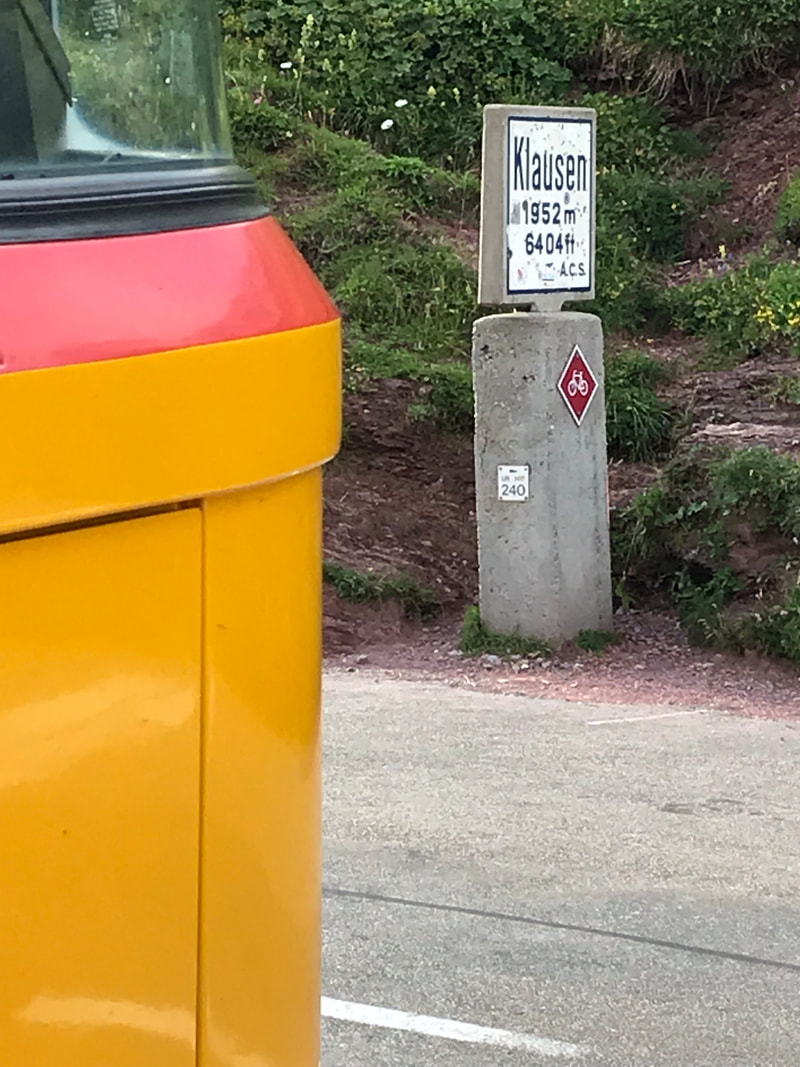 Klausen
1952 m
6404 ft
A.C.S.
240